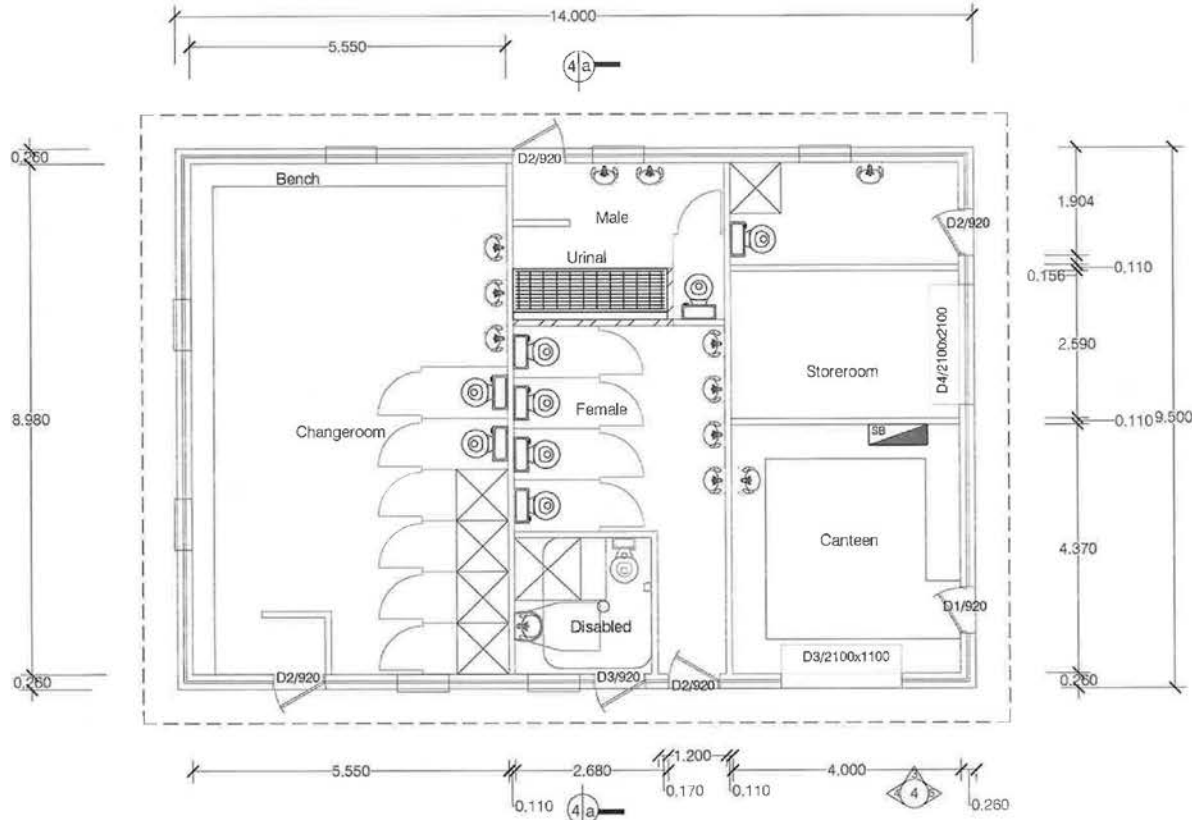 14.000
5.550
4 a
0.260
D2/920
Bench
1.904
Male
D2/920
Urinal
0.156
0.110
2.590
D4/2100x2100
Storeroom
8.980
Changeroom
Female
0.110
9.500
SB
Canteen
4.370
D1/920
Disabled
D3/2100x1100
0.260
D2/920
D3/920
D2/920
0.260
1.200
5.550
2.680
4.000
0.110
4 a
0.170
0.110
4
0.260